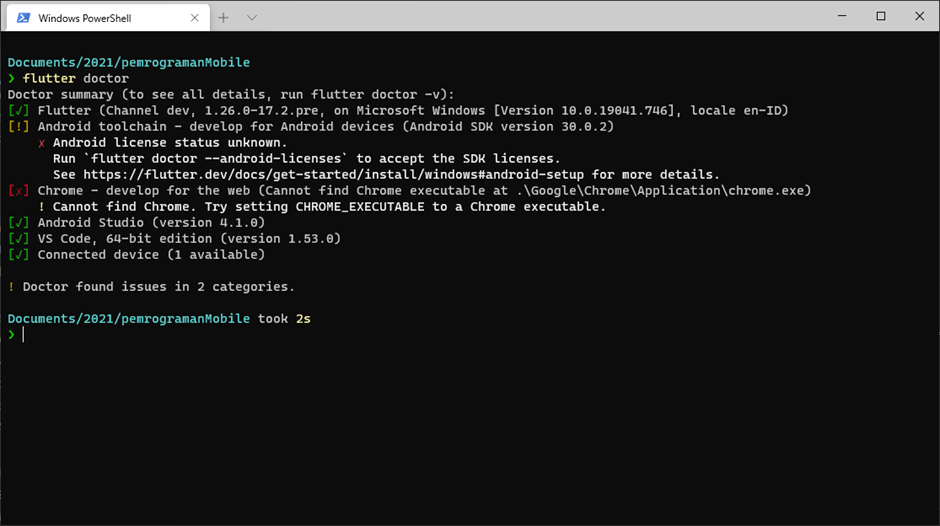 Windows PowerShell
Documents/2021/pemrogramanMobile
❯ flutter doctor
Doctor summary (to see all details, run flutter doctor -v):
[√] Flutter (Channel dev, 1.26.0-17.2.pre, on Microsoft Windows [Version 10.0.19041.746], locale en-ID)
[!] Android toolchain - develop for Android devices (Android SDK version 30.0.2)
    ✗ Android license status unknown.
      Run `flutter doctor --android-licenses` to accept the SDK licenses.
      See https://flutter.dev/docs/get-started/install/windows#android-setup for more details.
[✗] Chrome - develop for the web (Cannot find Chrome executable at .\Google\Chrome\Application\chrome.exe)
    ! Cannot find Chrome. Try setting CHROME_EXECUTABLE to a Chrome executable.
[√] Android Studio (version 4.1.0)
[√] VS Code, 64-bit edition (version 1.53.0)
[√] Connected device (1 available)
! Doctor found issues in 2 categories.
Documents/2021/pemrogramanMobile took 2s
❯